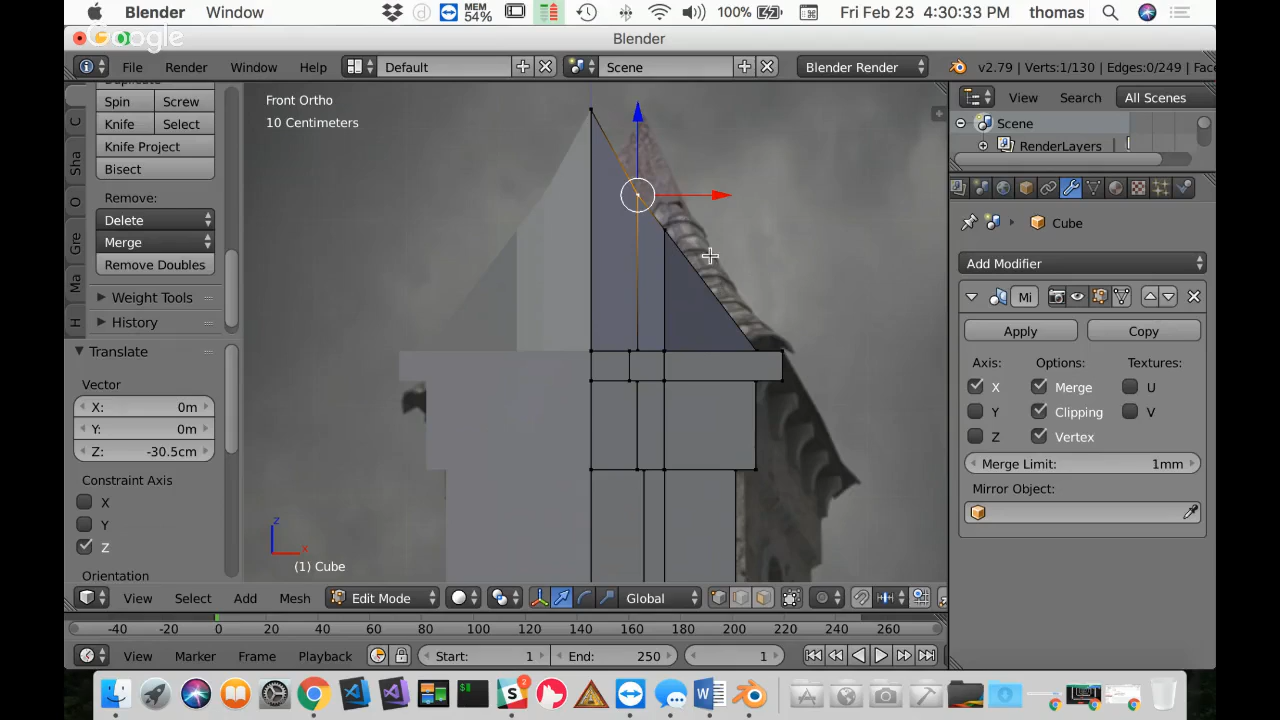 Blender Window MEM 54% 100% Fri Feb 23 4:30:33 PM thomas
Google
Blender
File Render Window Help Default Scene Blender Render v2.79 | Verts:1/130 | Edges:0/249 | Face
Spin Screw
Knife Select
Knife Project
Bisect
Remove:
Delete
Merge
Remove Doubles
Weight Tools
History
Translate
Vector
X: 0m
Y: 0m
Z: -30.5cm
Constraint Axis
X
Y
Z
Orientation
C
Sha
O
Gre
Ma
H
Front Ortho
10 Centimeters
z
x
(1) Cube
View Select Add Mesh Edit Mode Global
-40 -20 0 20 40 60 80 100 120 140 160 180 200 220 240 260
View Marker Frame Playback Start: 1 End: 250 1
View Search All Scenes
Scene
RenderLayers
Cube
Add Modifier
Mi
Apply Copy
Axis: Options: Textures:
X Merge U
Y Clipping V
Z Vertex
Merge Limit: 1mm
Mirror Object:
2